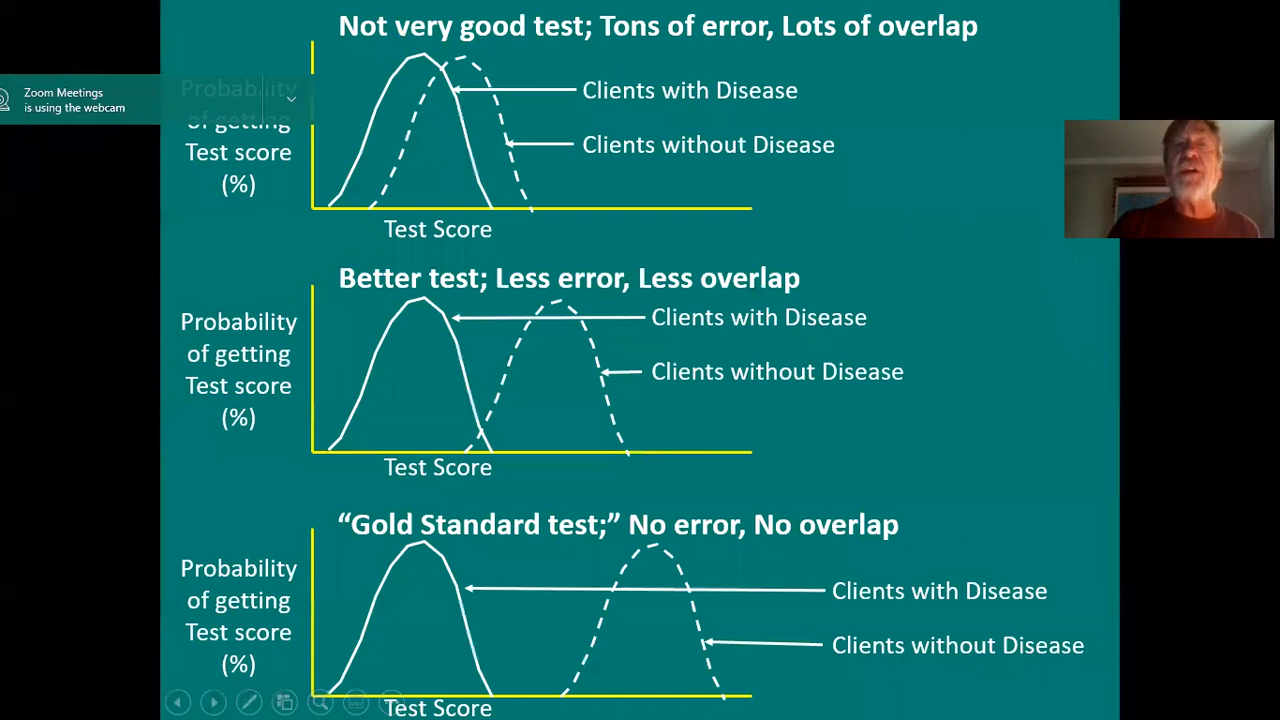 Not very good test; Tons of error, Lots of overlap
Zoom Meetings
is using the webcam
Probability
of getting
Test score
(%)
Clients with Disease
Clients without Disease
Test Score
Better test; Less error, Less overlap
Probability
of getting
Test score
(%)
Clients with Disease
Clients without Disease
Test Score
“Gold Standard test;” No error, No overlap
Probability
of getting
Test score
(%)
Clients with Disease
Clients without Disease
Test Score